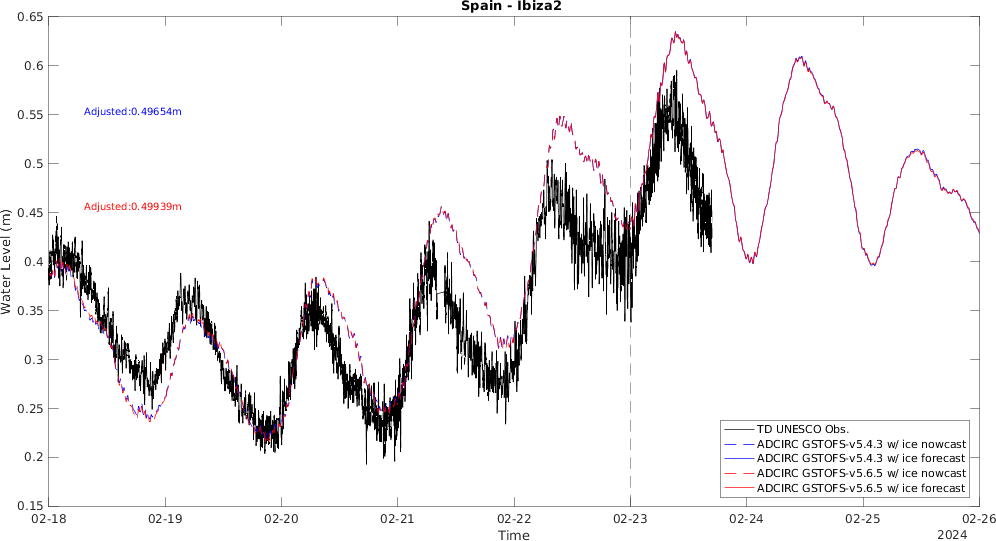 Spain - Ibiza2
0.65
0.6
0.55
0.5
0.45
0.4
0.35
0.3
0.25
0.2
0.15
Water Level (m)
Adjusted:0.49654m
Adjusted:0.49939m
TD UNESCO Obs.
ADCIRC GSTOFS-v5.4.3 w/ ice nowcast
ADCIRC GSTOFS-v5.4.3 w/ ice forecast
ADCIRC GSTOFS-v5.6.5 w/ ice nowcast
ADCIRC GSTOFS-v5.6.5 w/ ice forecast
02-18 02-19 02-20 02-21 02-22 02-23 02-24 02-25 02-26
Time
2024